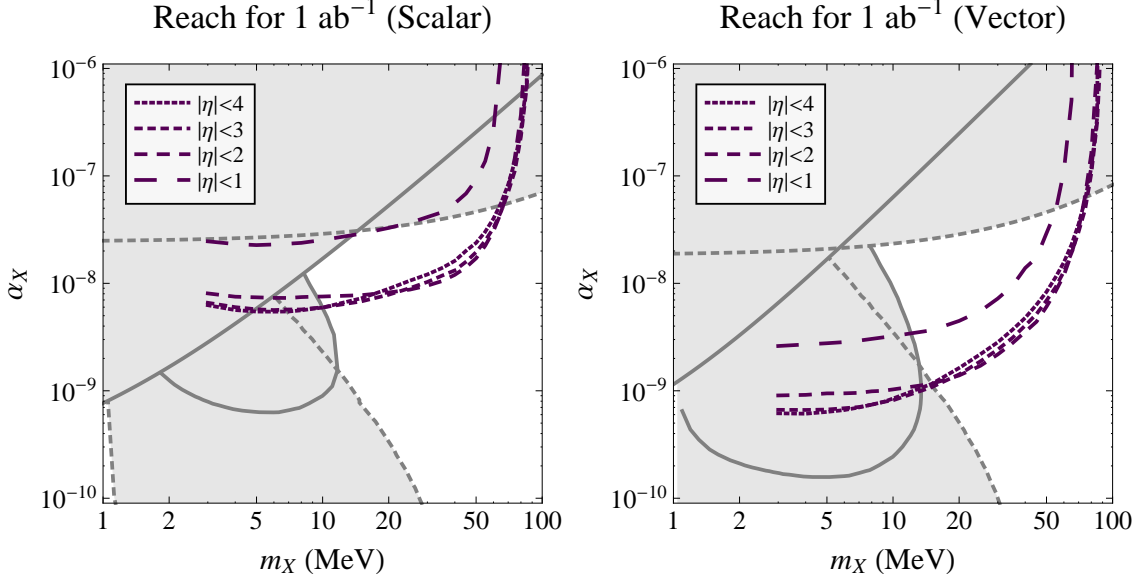 Reach for 1 ab⁻¹ (Scalar)
10⁻⁶
10⁻⁷
10⁻⁸
10⁻⁹
10⁻¹⁰
α_X
|η|<4
|η|<3
|η|<2
|η|<1
1 2 5 10 20 50 100
m_X (MeV)
Reach for 1 ab⁻¹ (Vector)
10⁻⁶
10⁻⁷
10⁻⁸
10⁻⁹
10⁻¹⁰
α_X
|η|<4
|η|<3
|η|<2
|η|<1
1 2 5 10 20 50 100
m_X (MeV)